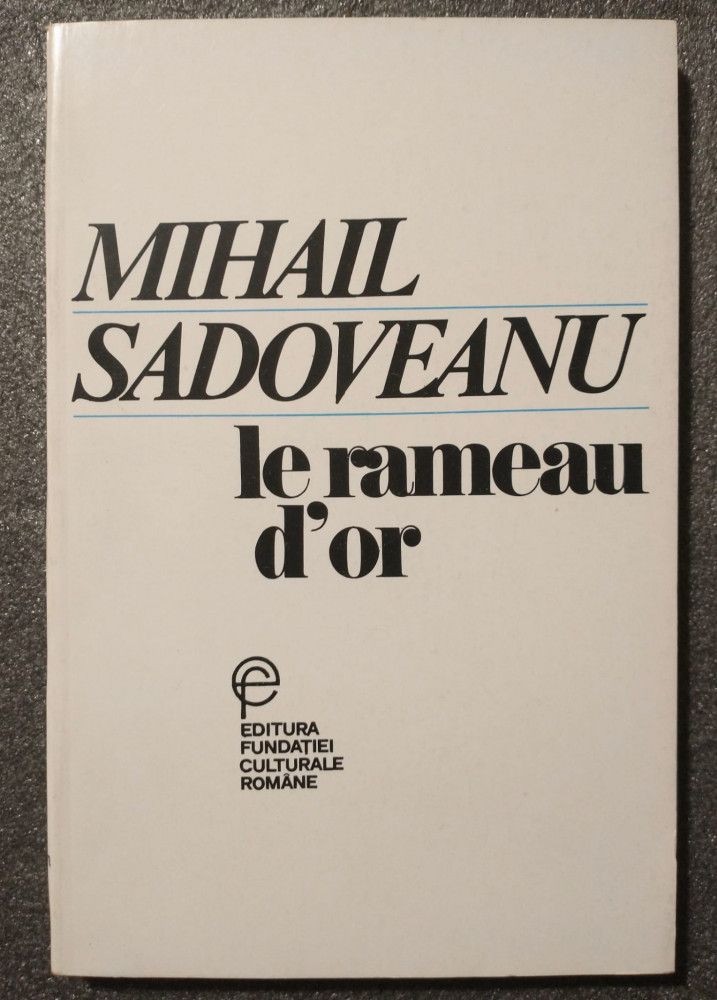 MIHAIL
SADOVEANU
le rameau
d'or
EDITURA
FUNDAȚIEI
CULTURALE
ROMÂNE